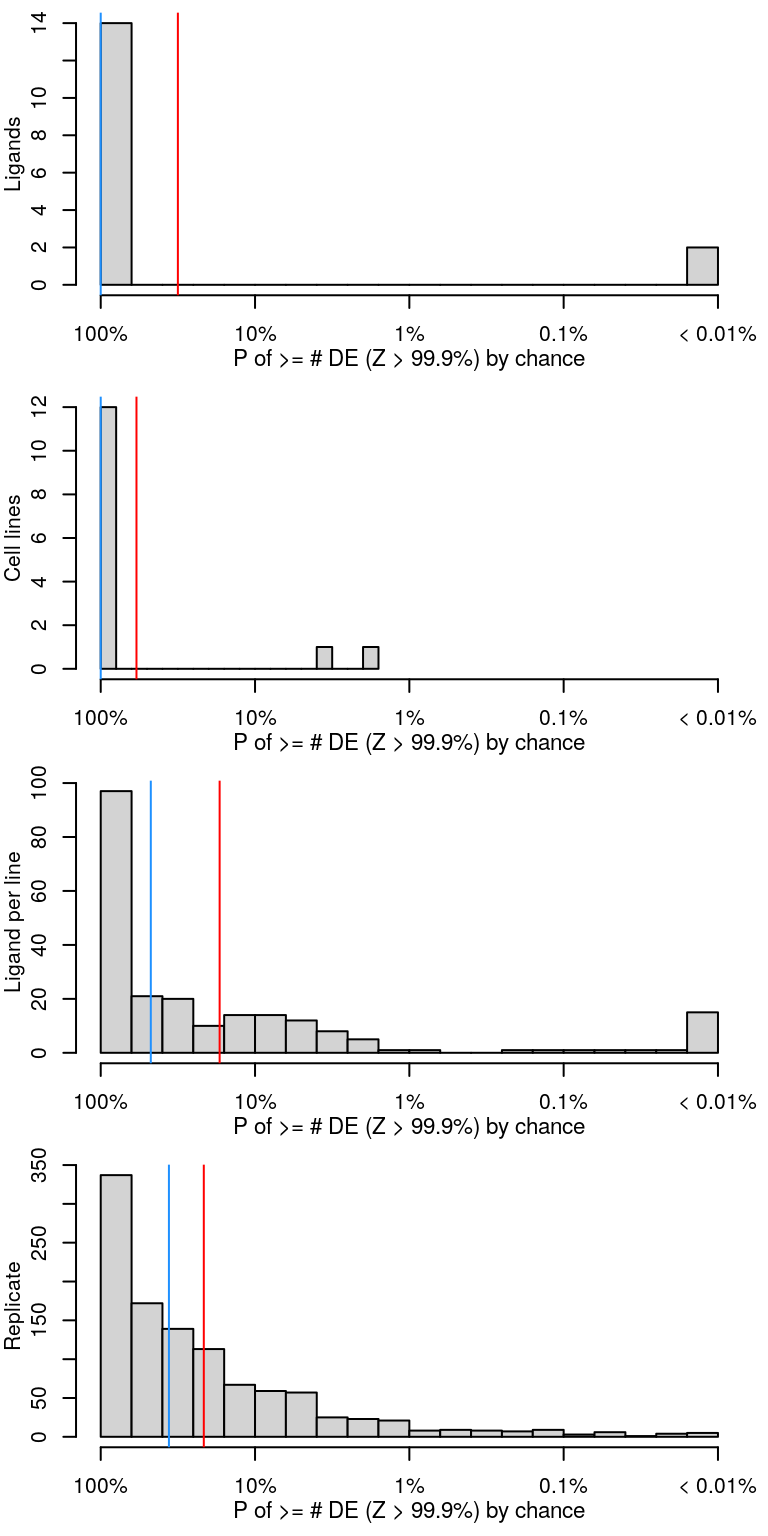 14
10
8
6
4
2
0
Ligands
100% 10% 1% 0.1% < 0.01%
P of >= # DE (Z > 99.9%) by chance
12
10
8
6
4
2
0
Cell lines
100% 10% 1% 0.1% < 0.01%
P of >= # DE (Z > 99.9%) by chance
100
80
60
40
20
0
Ligand per line
100% 10% 1% 0.1% < 0.01%
P of >= # DE (Z > 99.9%) by chance
350
250
150
50
0
Replicate
100% 10% 1% 0.1% < 0.01%
P of >= # DE (Z > 99.9%) by chance